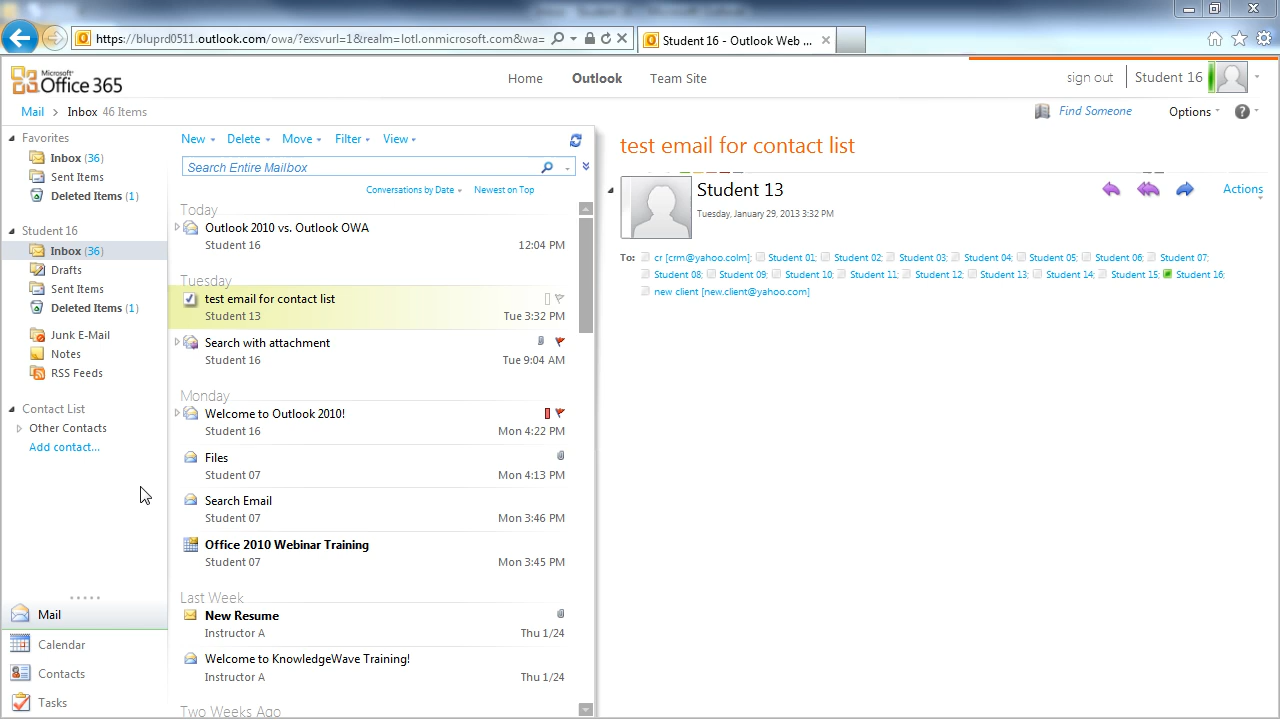 https://bluprd0511.outlook.com/owa/?exsvurl=1&realm=lotl.onmicrosoft.com&wa=
Student 16 - Outlook Web ...
Microsoft
Office 365
Home Outlook Team Site
sign out Student 16
Mail > Inbox 46 Items
Find Someone Options
Favorites
Inbox (36)
Sent Items
Deleted Items (1)
Student 16
Inbox (36)
Drafts
Sent Items
Deleted Items (1)
Junk E-Mail
Notes
RSS Feeds
Contact List
Other Contacts
Add contact...
Mail
Calendar
Contacts
Tasks
New Delete Move Filter View
Search Entire Mailbox
Conversations by Date Newest on Top
Today
Outlook 2010 vs. Outlook OWA
Student 16 12:04 PM
Tuesday
test email for contact list
Student 13 Tue 3:32 PM
Search with attachment
Student 16 Tue 9:04 AM
Monday
Welcome to Outlook 2010!
Student 16 Mon 4:22 PM
Files
Student 07 Mon 4:13 PM
Search Email
Student 07 Mon 3:46 PM
Office 2010 Webinar Training
Student 07 Mon 3:45 PM
Last Week
New Resume
Instructor A Thu 1/24
Welcome to KnowledgeWave Training!
Instructor A Thu 1/24
Two Weeks Ago
test email for contact list
Student 13
Tuesday, January 29, 2013 3:32 PM
Actions
To: cr [crm@yahoo.colm]; Student 01; Student 02; Student 03; Student 04; Student 05; Student 06; Student 07;
Student 08; Student 09; Student 10; Student 11; Student 12; Student 13; Student 14; Student 15; Student 16;
new client [new.client@yahoo.com]